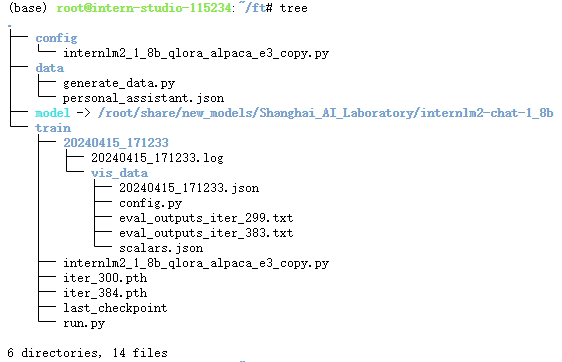 (base) root@intern-studio-115234:~/ft# tree
.
├── config
│   └── internlm2_1_8b_qlora_alpaca_e3_copy.py
├── data
│   ├── generate_data.py
│   └── personal_assistant.json
├── model -> /root/share/new_models/Shanghai_AI_Laboratory/internlm2-chat-1_8b
└── train
    ├── 20240415_171233
    │   ├── 20240415_171233.log
    │   └── vis_data
    │       ├── 20240415_171233.json
    │       ├── config.py
    │       ├── eval_outputs_iter_299.txt
    │       ├── eval_outputs_iter_383.txt
    │       └── scalars.json
    ├── internlm2_1_8b_qlora_alpaca_e3_copy.py
    ├── iter_300.pth
    ├── iter_384.pth
    ├── last_checkpoint
    └── run.py

6 directories, 14 files